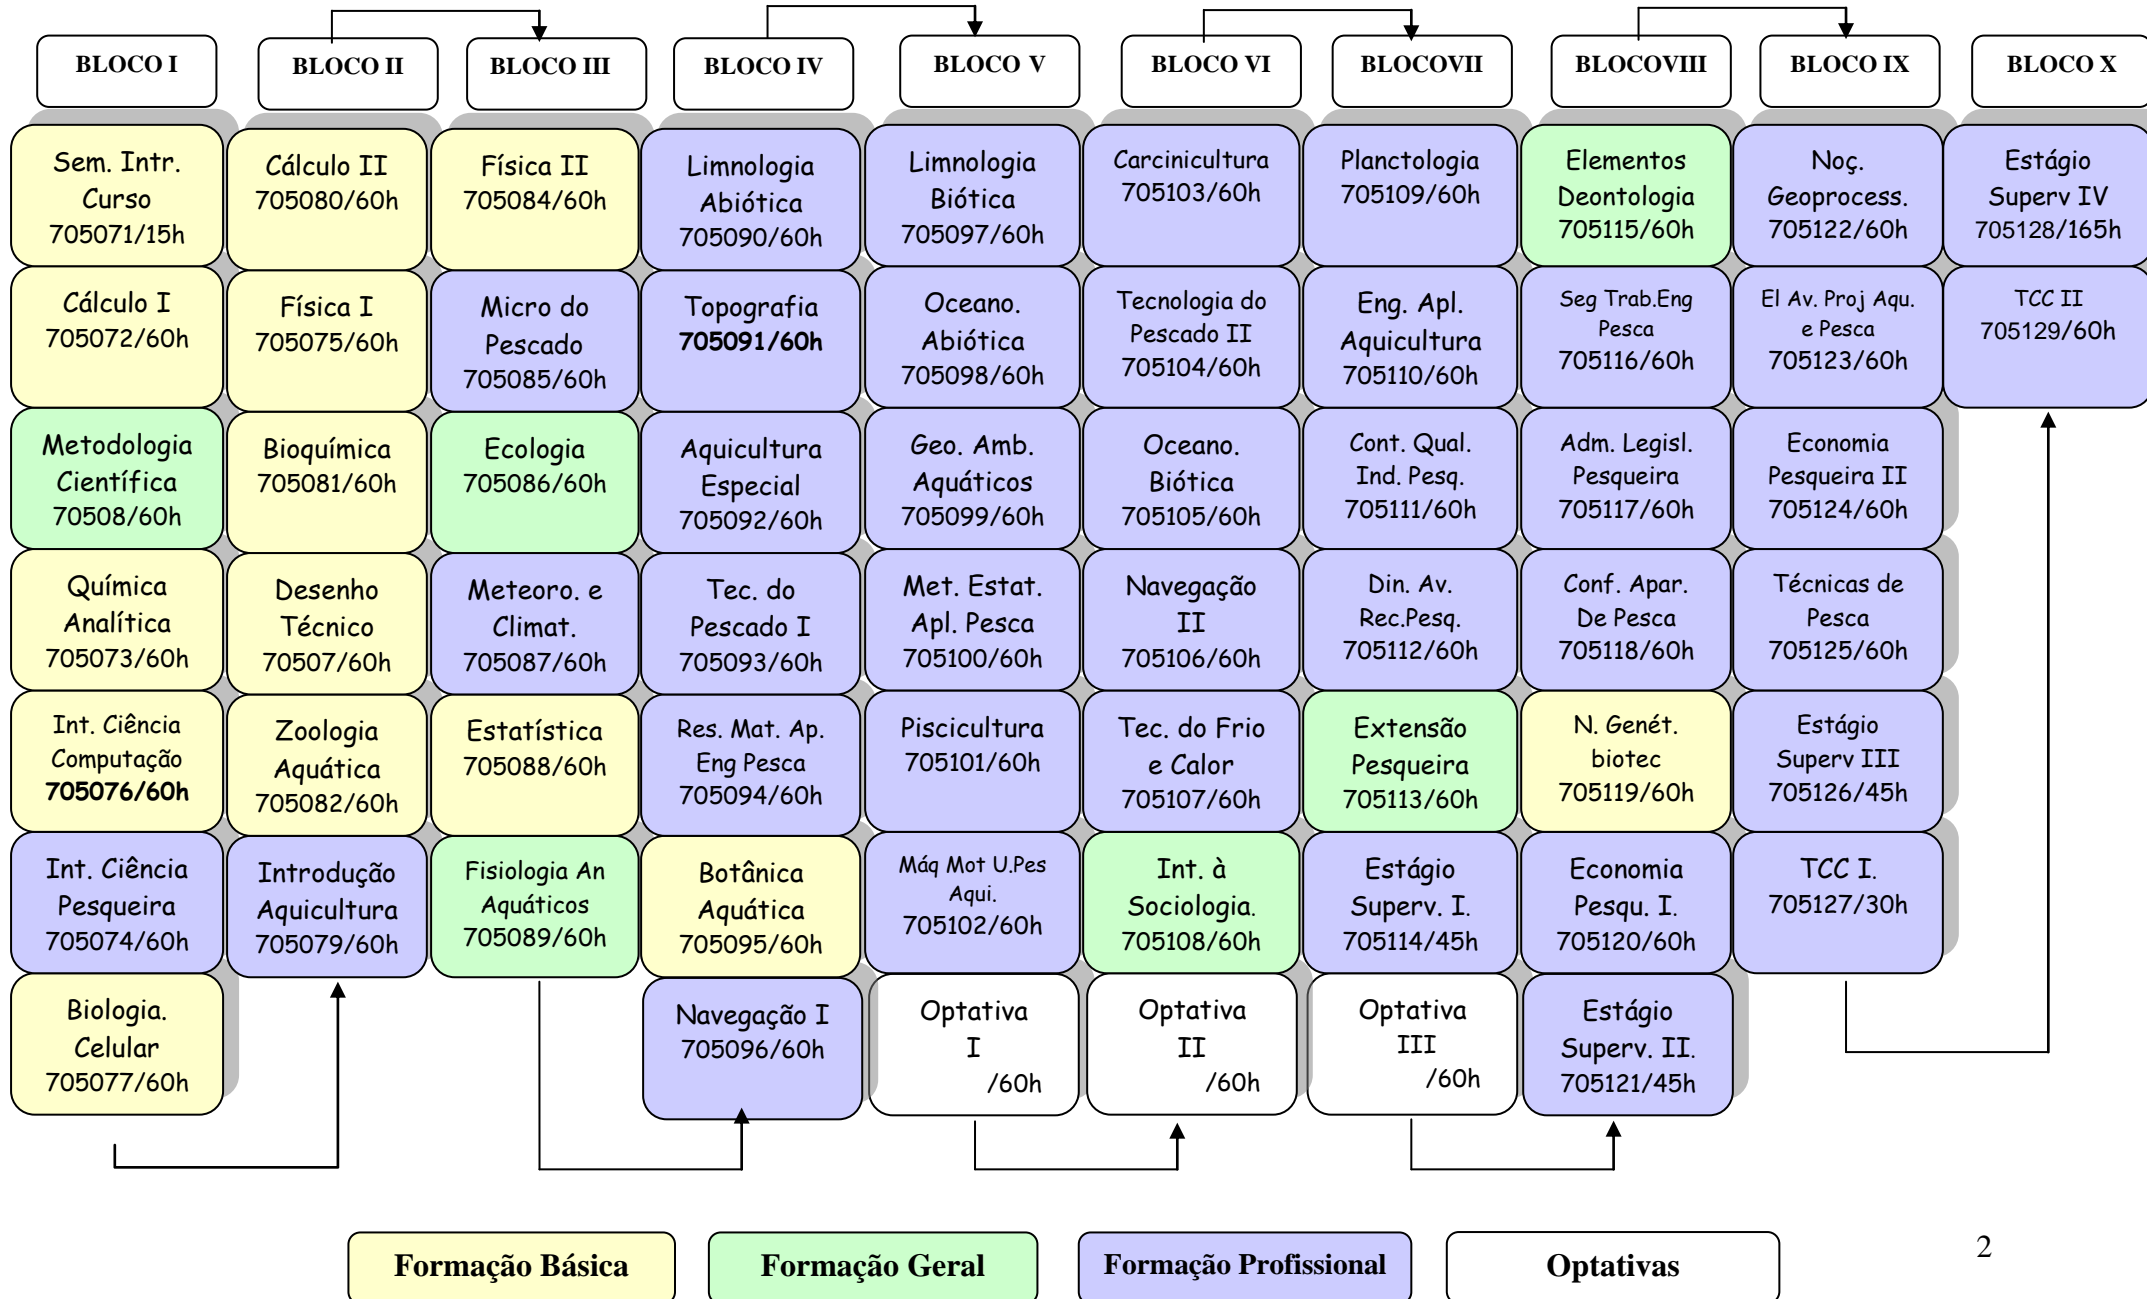 BLOCO I
BLOCO II
BLOCO III
BLOCO IV
BLOCO V
BLOCO VI
BLOCOVII
BLOCOVIII
BLOCO IX
BLOCO X
Sem. Intr.
Curso
705071/15h
Cálculo I
705072/60h
Metodologia
Científica
70508/60h
Química
Analítica
705073/60h
Int. Ciência
Computação
705076/60h
Int. Ciência
Pesqueira
705074/60h
Biologia.
Celular
705077/60h
Cálculo II
705080/60h
Física I
705075/60h
Bioquímica
705081/60h
Desenho
Técnico
70507/60h
Zoologia
Aquática
705082/60h
Introdução
Aquicultura
705079/60h
Física II
705084/60h
Micro do
Pescado
705085/60h
Ecologia
705086/60h
Meteoro. e
Climat.
705087/60h
Estatística
705088/60h
Fisiologia An
Aquáticos
705089/60h
Limnologia
Abiótica
705090/60h
Topografia
705091/60h
Aquicultura
Especial
705092/60h
Tec. do
Pescado I
705093/60h
Res. Mat. Ap.
Eng Pesca
705094/60h
Botânica
Aquática
705095/60h
Navegação I
705096/60h
Limnologia
Biótica
705097/60h
Oceano.
Abiótica
705098/60h
Geo. Amb.
Aquáticos
705099/60h
Met. Estat.
Apl. Pesca
705100/60h
Piscicultura
705101/60h
Máq Mot U.Pes
Aqui.
705102/60h
Optativa
I
/60h
Carcinicultura
705103/60h
Tecnologia do
Pescado II
705104/60h
Oceano.
Biótica
705105/60h
Navegação
II
705106/60h
Tec. do Frio
e Calor
705107/60h
Int. à
Sociologia.
705108/60h
Optativa
II
/60h
Planctologia
705109/60h
Eng. Apl.
Aquicultura
705110/60h
Cont. Qual.
Ind. Pesq.
705111/60h
Din. Av.
Rec.Pesq.
705112/60h
Extensão
Pesqueira
705113/60h
Estágio
Superv. I.
705114/45h
Optativa
III
/60h
Elementos
Deontologia
705115/60h
Seg Trab.Eng
Pesca
705116/60h
Adm. Legisl.
Pesqueira
705117/60h
Conf. Apar.
De Pesca
705118/60h
N. Genét.
biotec
705119/60h
Economia
Pesqu. I.
705120/60h
Estágio
Superv. II.
705121/45h
Noç.
Geoprocess.
705122/60h
El Av. Proj Aqu.
e Pesca
705123/60h
Economia
Pesqueira II
705124/60h
Técnicas de
Pesca
705125/60h
Estágio
Superv III
705126/45h
TCC I.
705127/30h
Estágio
Superv IV
705128/165h
TCC II
705129/60h
Formação Básica
Formação Geral
Formação Profissional
Optativas
2